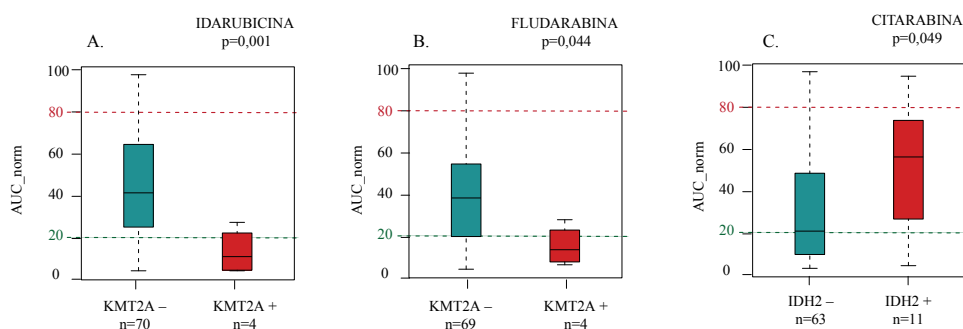 A.
IDARUBICINA
p=0,001
AUC_norm
100
80
60
40
20
0
KMT2A –
n=70
KMT2A +
n=4
B.
FLUDARABINA
p=0,044
AUC_norm
100
80
60
40
20
0
KMT2A –
n=69
KMT2A +
n=4
C.
CITARABINA
p=0,049
AUC_norm
100
80
60
40
20
0
IDH2 –
n=63
IDH2 +
n=11